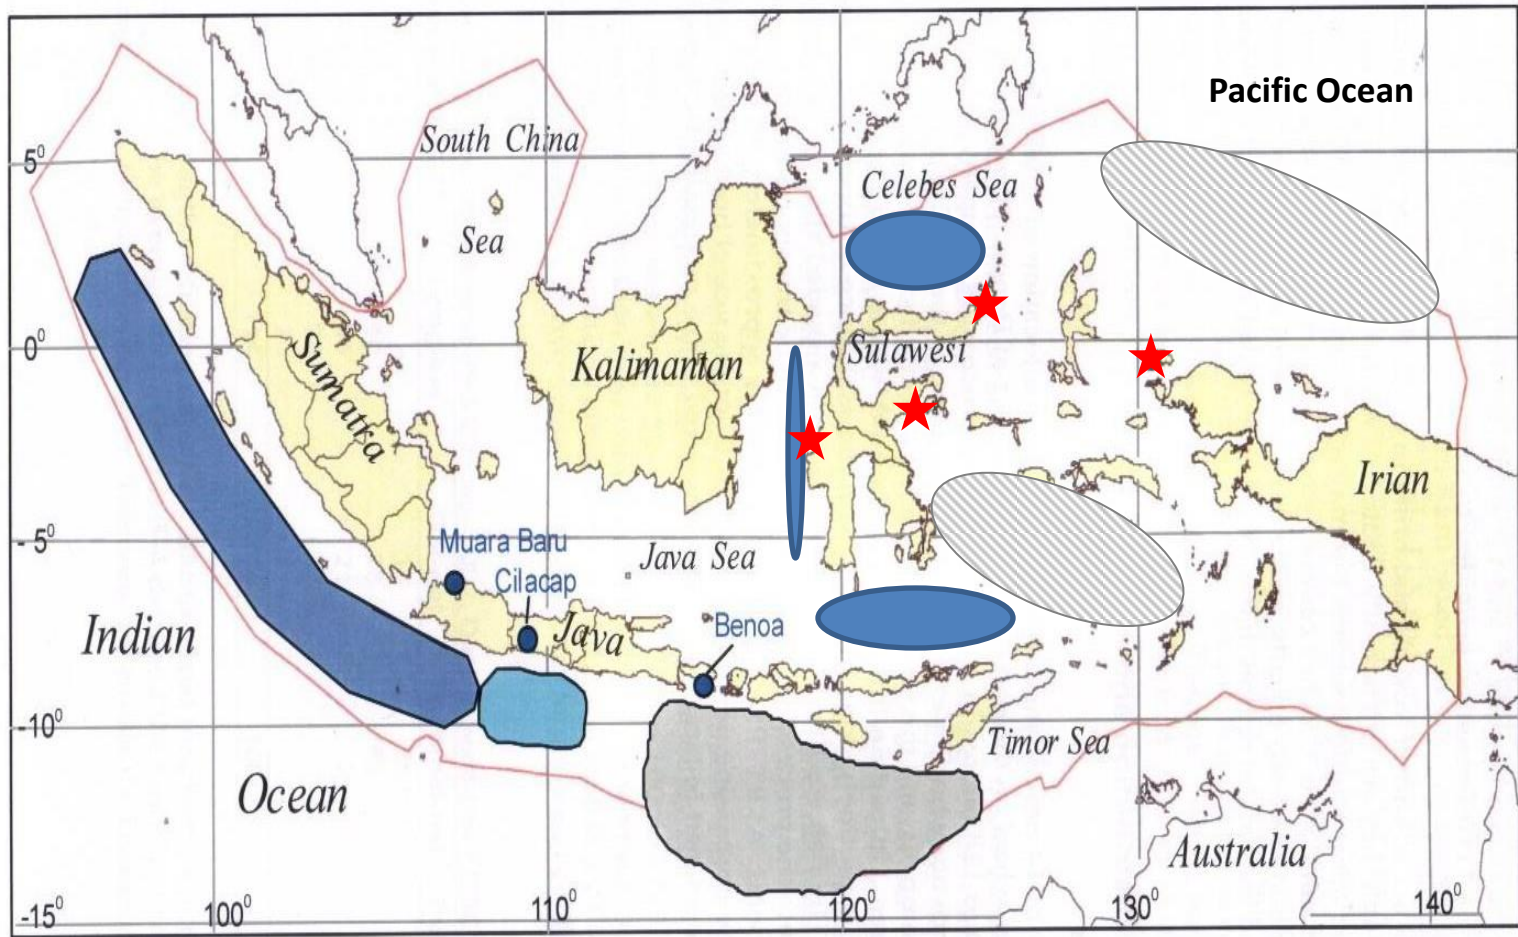 Pacific Ocean
South China
Sea
Celebes Sea
5⁰
0⁰
Sumatra
Kalimantan
Sulawesi
Irian
- 5⁰
Muara Baru
Cilacap
Java Sea
Java
Benoa
Indian
Ocean
-10⁰
Timor Sea
Australia
-15⁰
100⁰
110⁰
120⁰
130⁰
140⁰